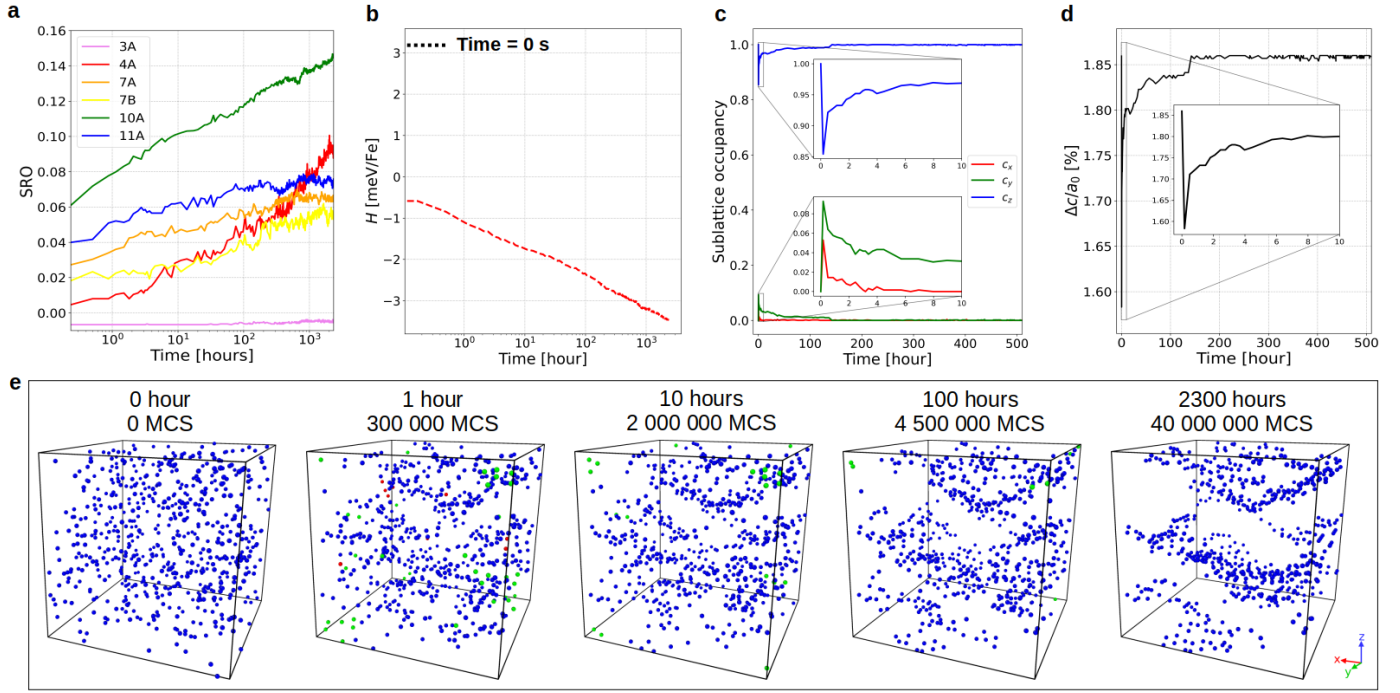 a
0.16
0.14
0.12
0.10
0.08
0.06
0.04
0.02
0.00
SRO
3A
4A
7A
7B
10A
11A
10⁰
10¹
10²
10³
Time [hours]
b
Time = 0 s
3
2
1
0
−1
−2
−3
H [meV/Fe]
10⁰
10¹
10²
10³
Time [hour]
c
1.0
0.8
0.6
0.4
0.2
0.0
Sublattice occupancy
1.00
0.95
0.90
0.85
0 2 4 6 8 10
cₓ
c_y
c_z
0.08
0.06
0.04
0.02
0.00
0 2 4 6 8 10
0 100 200 300 400 500
Time [hour]
d
1.85
1.80
1.75
1.70
1.65
1.60
Δc/a₀ [%]
1.85
1.80
1.75
1.70
1.65
1.60
0 2 4 6 8 10
0 100 200 300 400 500
Time [hour]
e
0 hour
0 MCS
1 hour
300 000 MCS
10 hours
2 000 000 MCS
100 hours
4 500 000 MCS
2300 hours
40 000 000 MCS
z
x
y